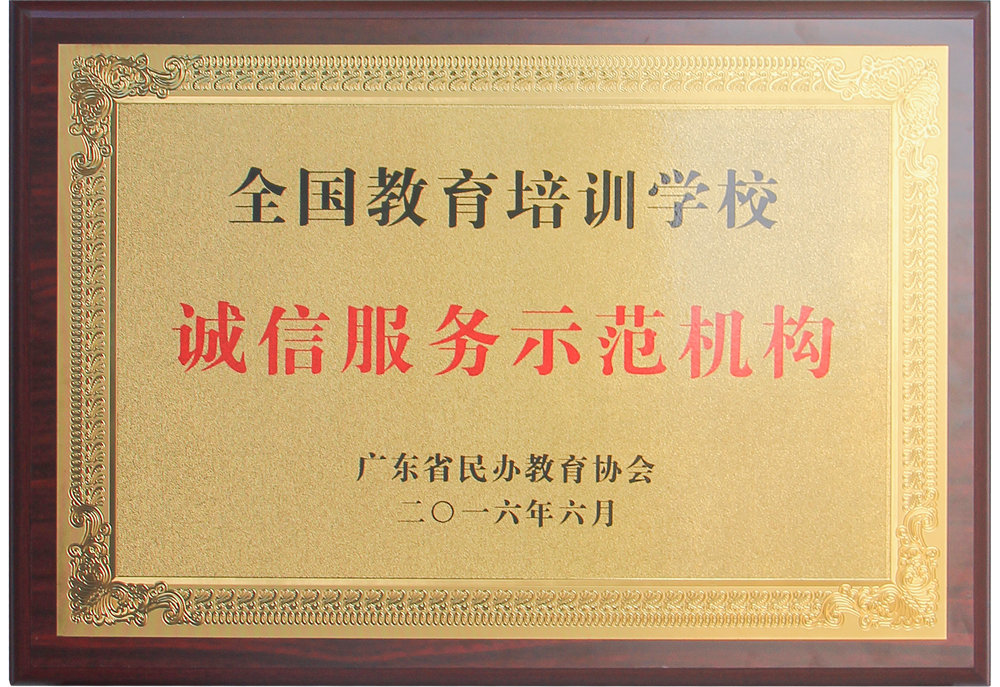 全国教育培训学校
诚信服务示范机构
广东省民办教育协会
二〇一六年六月